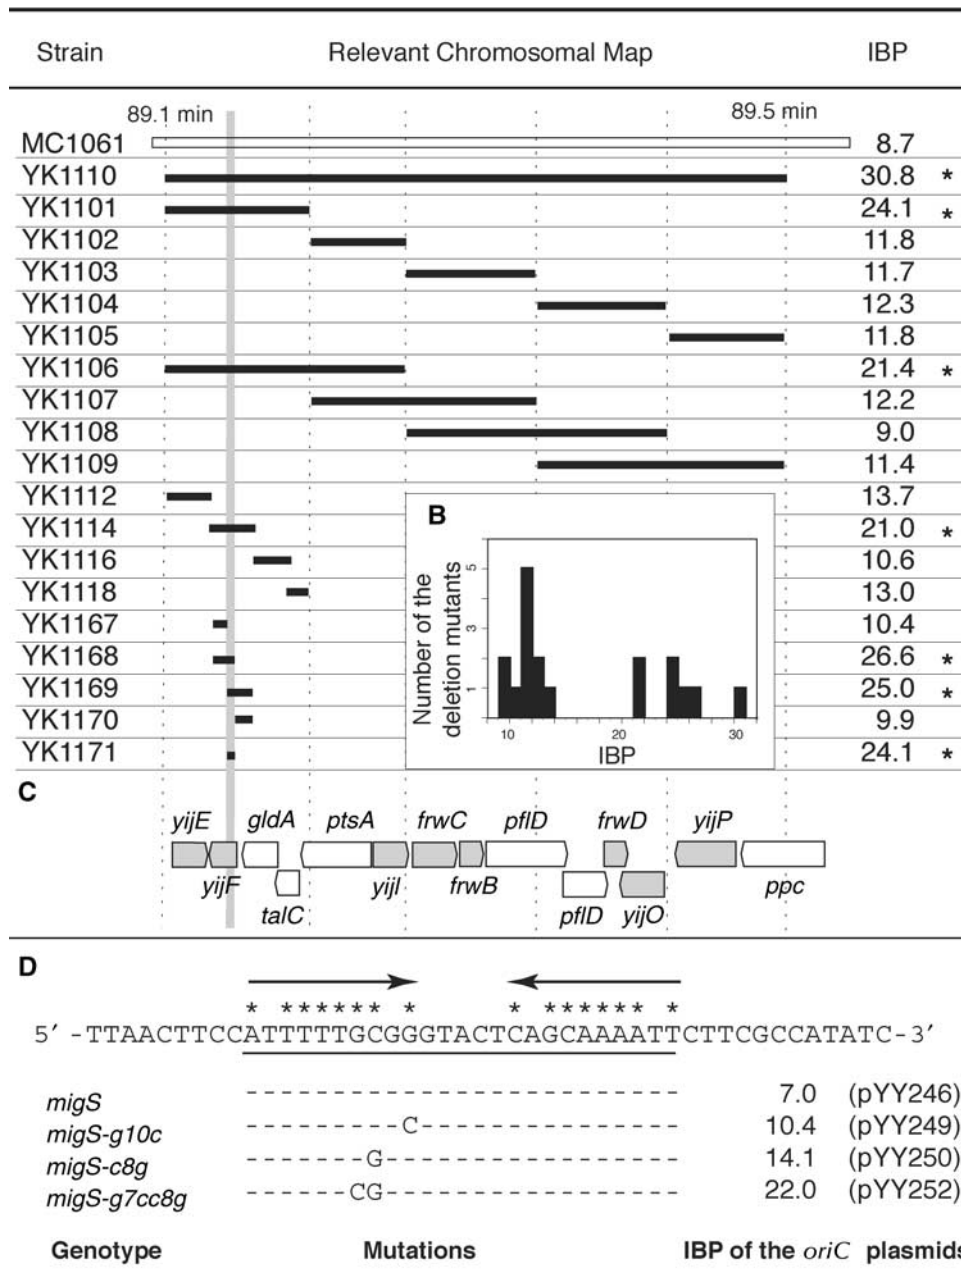 Strain Relevant Chromosomal Map IBP
89.1 min 89.5 min
MC1061 8.7
YK1110 30.8 *
YK1101 24.1 *
YK1102 11.8
YK1103 11.7
YK1104 12.3
YK1105 11.8
YK1106 21.4 *
YK1107 12.2
YK1108 9.0
YK1109 11.4
YK1112 13.7
YK1114 21.0 *
YK1116 10.6
YK1118 13.0
YK1167 10.4
YK1168 26.6 *
YK1169 25.0 *
YK1170 9.9
YK1171 24.1 *
B
Number of the
deletion mutants
5
3
1
10 20 30
IBP
C
yijE gldA ptsA frwC pflD frwD yijP
yijF talC yijI frwB pflD yijO ppc
D
* ****** * * ****** *
5' -TTAACTTCCATTTTTGCGGGTACTCAGCAAAATTCTTCGCCATATC-3'
migS ------------------------- 7.0 (pYY246)
migS-g10c ---------C--------------- 10.4 (pYY249)
migS-c8g -------G----------------- 14.1 (pYY250)
migS-g7cc8g ------CG----------------- 22.0 (pYY252)
Genotype Mutations IBP of the oriC plasmids